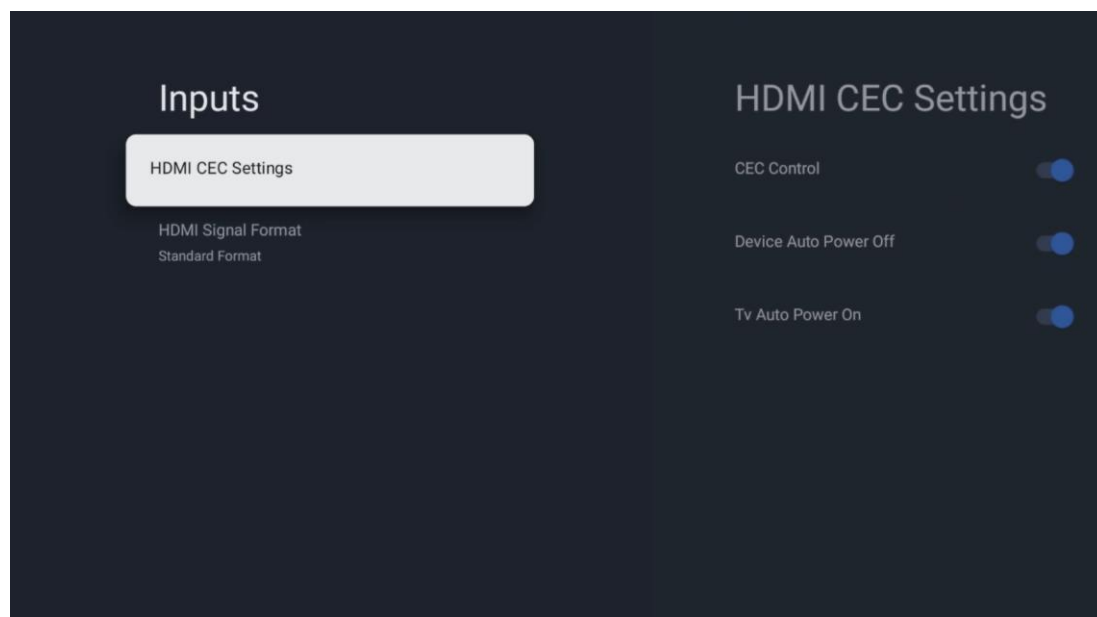 Inputs
HDMI CEC Settings
HDMI Signal Format
Standard Format
HDMI CEC Settings
CEC Control
Device Auto Power Off
Tv Auto Power On